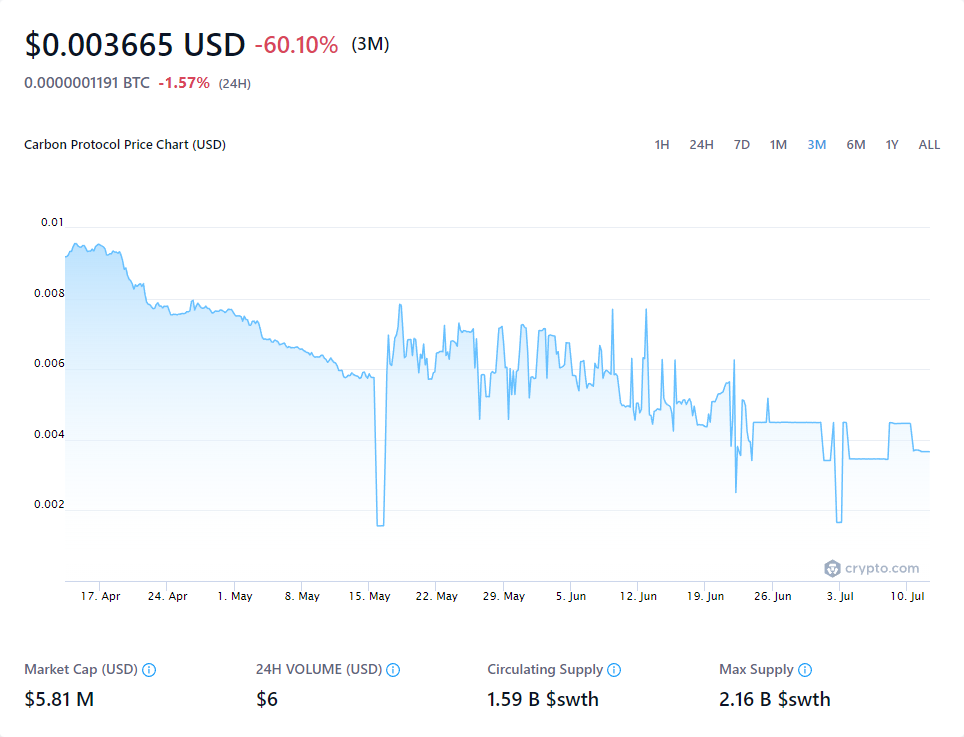 $0.003665 USD -60.10% (3M)
0.0000001191 BTC -1.57% (24H)
Carbon Protocol Price Chart (USD)
1H 24H 7D 1M 3M 6M 1Y ALL
0.01
0.008
0.006
0.004
0.002
crypto.com
17. Apr 24. Apr 1. May 8. May 15. May 22. May 29. May 5. Jun 12. Jun 19. Jun 26. Jun 3. Jul 10. Jul
Market Cap (USD) 24H VOLUME (USD) Circulating Supply Max Supply
$5.81 M $6 1.59 B $swth 2.16 B $swth